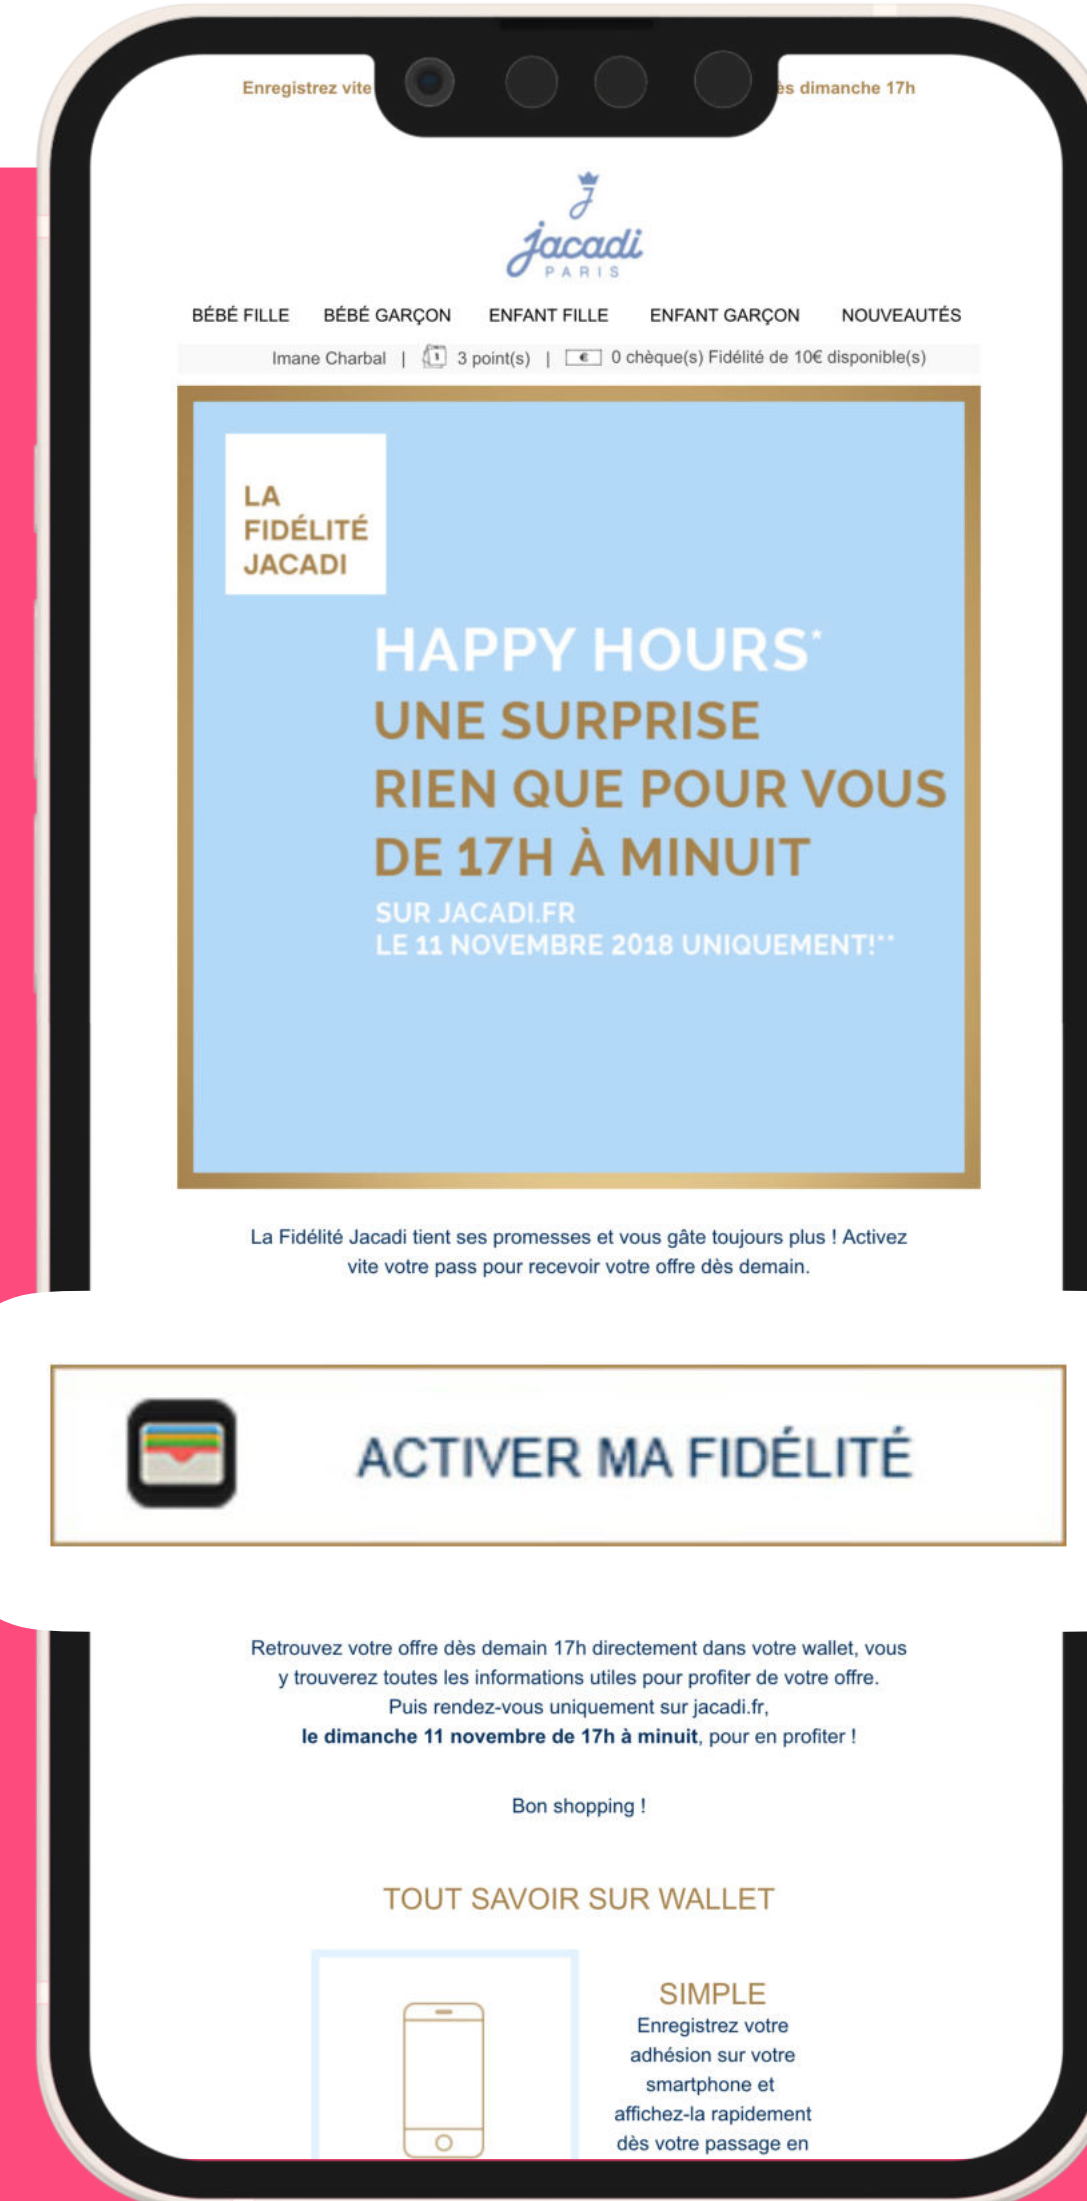 Enregistrez vite
dès dimanche 17h
J
jacadi
PARIS
BÉBÉ FILLE BÉBÉ GARÇON ENFANT FILLE ENFANT GARÇON NOUVEAUTÉS
Imane Charbal | 1 3 point(s) | € 0 chèque(s) Fidélité de 10€ disponible(s)
LA
FIDÉLITÉ
JACADI
HAPPY HOURS*
UNE SURPRISE
RIEN QUE POUR VOUS
DE 17H À MINUIT
SUR JACADI.FR
LE 11 NOVEMBRE 2018 UNIQUEMENT!**
La Fidélité Jacadi tient ses promesses et vous gâte toujours plus ! Activez
vite votre pass pour recevoir votre offre dès demain.
ACTIVER MA FIDÉLITÉ
Retrouvez votre offre dès demain 17h directement dans votre wallet, vous
y trouverez toutes les informations utiles pour profiter de votre offre.
Puis rendez-vous uniquement sur jacadi.fr,
le dimanche 11 novembre de 17h à minuit, pour en profiter !
Bon shopping !
TOUT SAVOIR SUR WALLET
SIMPLE
Enregistrez votre
adhésion sur votre
smartphone et
affichez-la rapidement
dès votre passage en